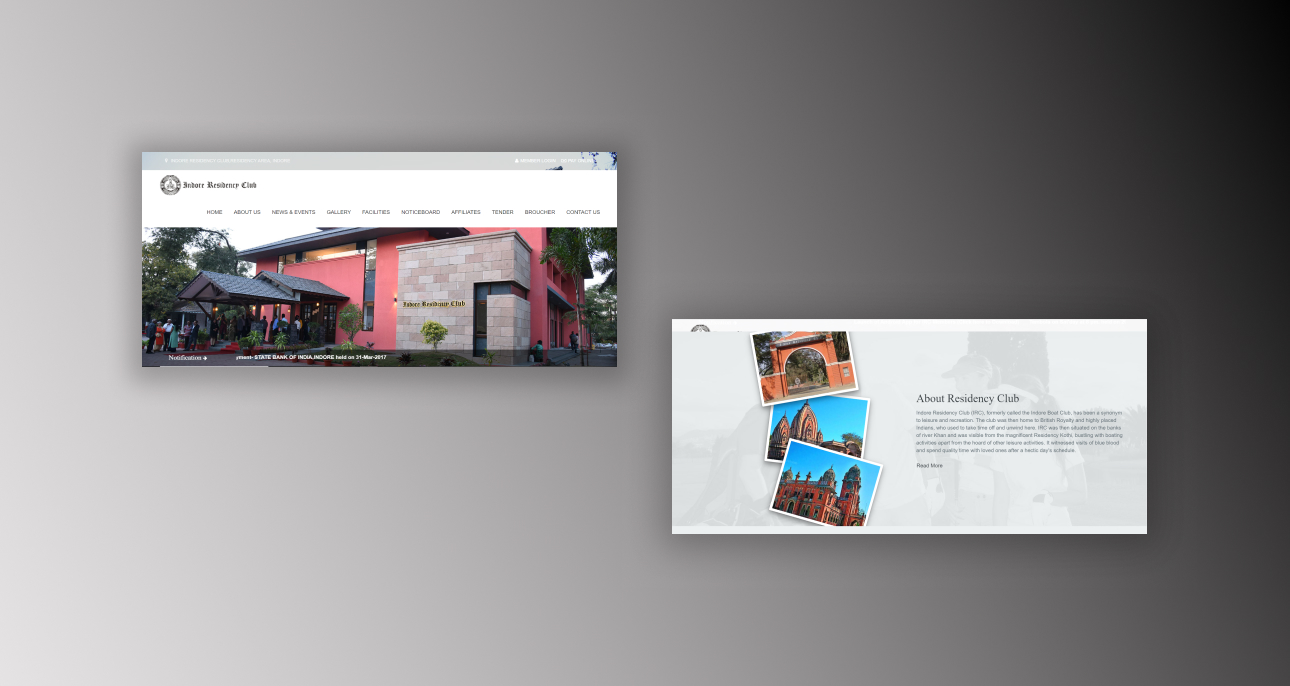 Indore Residency Club
HOME ABOUT US NEWS & EVENTS GALLERY FACILITIES NOTICEBOARD AFFILIATES TENDER BROUCHER CONTACT US
Indore Residency Club
Notification
yment- STATE BANK OF INDIA,INDORE held on 31-Mar-2017
About Residency Club
Indore Residency Club (IRC), formerly called the Indore Boat Club, has been a synonym
to leisure and recreation. The club was then home to British Royalty and highly placed
Indians, who used to take time off and unwind here. IRC was then situated on the banks
of river Khan and was visible from the magnificent Residency Kothi, bustling with boating
activities apart from the hoard of other leisure activities. It witnessed visits of blue blood
and spend quality time with loved ones after a hectic day's schedule.
Read More